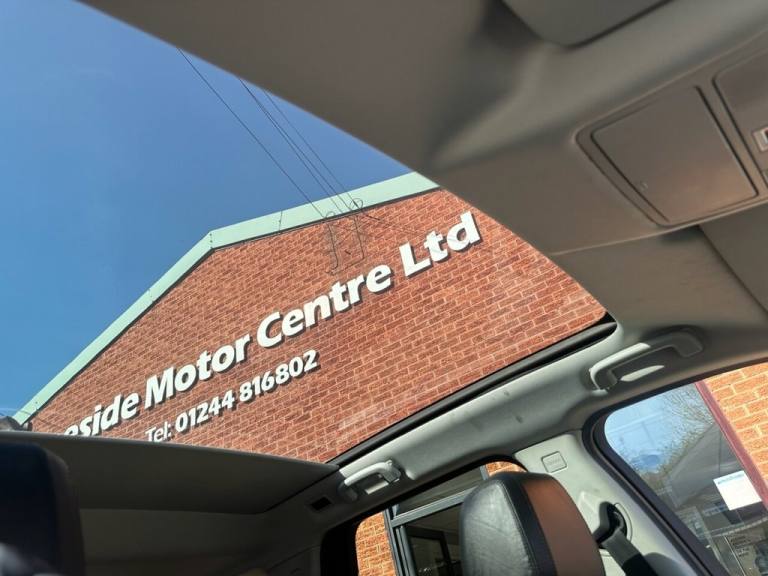 eside Motor Centre Ltd
Tel: 01244 816802